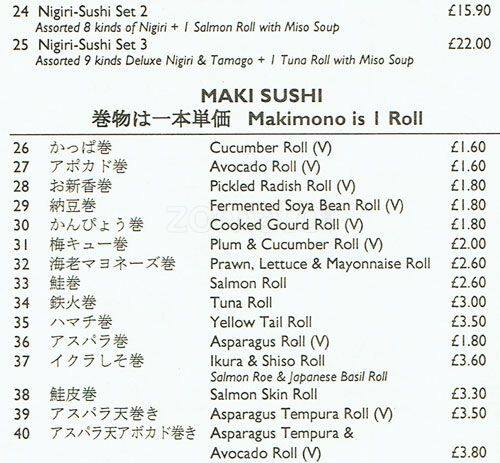 24 Nigiri-Sushi Set 2 £15.90
Assorted 8 kinds of Nigiri + 1 Salmon Roll with Miso Soup
25 Nigiri-Sushi Set 3 £22.00
Assorted 9 kinds Deluxe Nigiri & Tamago + 1 Tuna Roll with Miso Soup
MAKI SUSHI
巻物は一本単価 Makimono is 1 Roll
26 かっぱ巻 Cucumber Roll (V) £1.60
27 アボカド巻 Avocado Roll (V) £1.60
28 お新香巻 Pickled Radish Roll (V) £1.80
29 納豆巻 Fermented Soya Bean Roll (V) £1.80
30 かんぴょう巻 Cooked Gourd Roll (V) £1.80
31 梅キュー巻 Plum & Cucumber Roll (V) £2.00
32 海老マヨネーズ巻 Prawn, Lettuce & Mayonnaise Roll £2.60
33 鮭巻 Salmon Roll £2.60
34 鉄火巻 Tuna Roll £3.00
35 ハマチ巻 Yellow Tail Roll £3.50
36 アスパラ巻 Asparagus Roll (V) £1.80
37 イクラしそ巻 Ikura & Shiso Roll £3.60
Salmon Roe & Japanese Basil Roll
38 鮭皮巻 Salmon Skin Roll £3.30
39 アスパラ天巻き Asparagus Tempura Roll (V) £3.50
40 アスパラ天アボカド巻き Asparagus Tempura &
Avocado Roll (V) £3.80